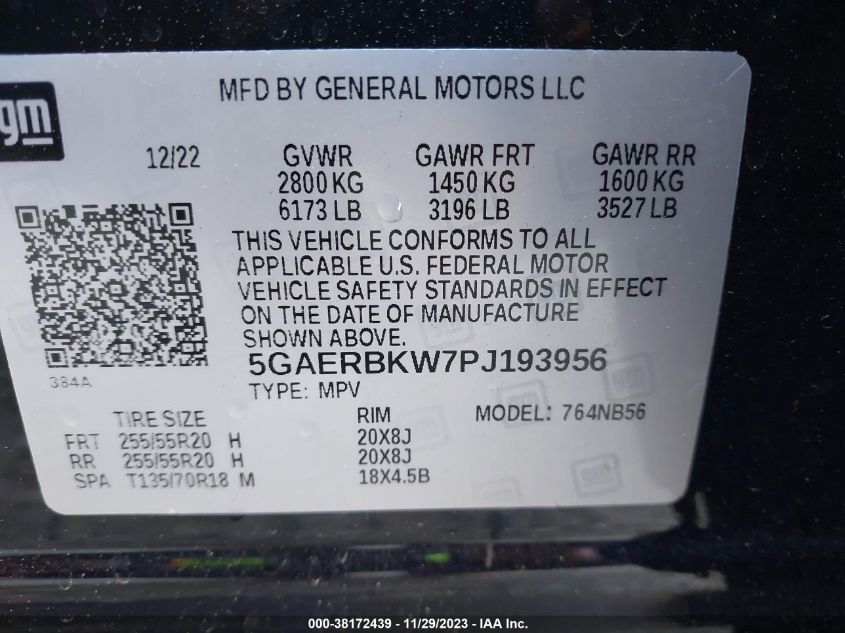 gm
MFD BY GENERAL MOTORS LLC
12/22 GVWR GAWR FRT GAWR RR
2800 KG 1450 KG 1600 KG
6173 LB 3196 LB 3527 LB
THIS VEHICLE CONFORMS TO ALL
APPLICABLE U.S. FEDERAL MOTOR
VEHICLE SAFETY STANDARDS IN EFFECT
ON THE DATE OF MANUFACTURE
SHOWN ABOVE.
5GAERBKW7PJ193956
384A
TYPE: MPV
TIRE SIZE RIM MODEL: 764NB56
FRT 255/55R20 H 20X8J
RR 255/55R20 H 20X8J
SPA T135/70R18 M 18X4.5B
000-38172439 - 11/29/2023 - IAA Inc.